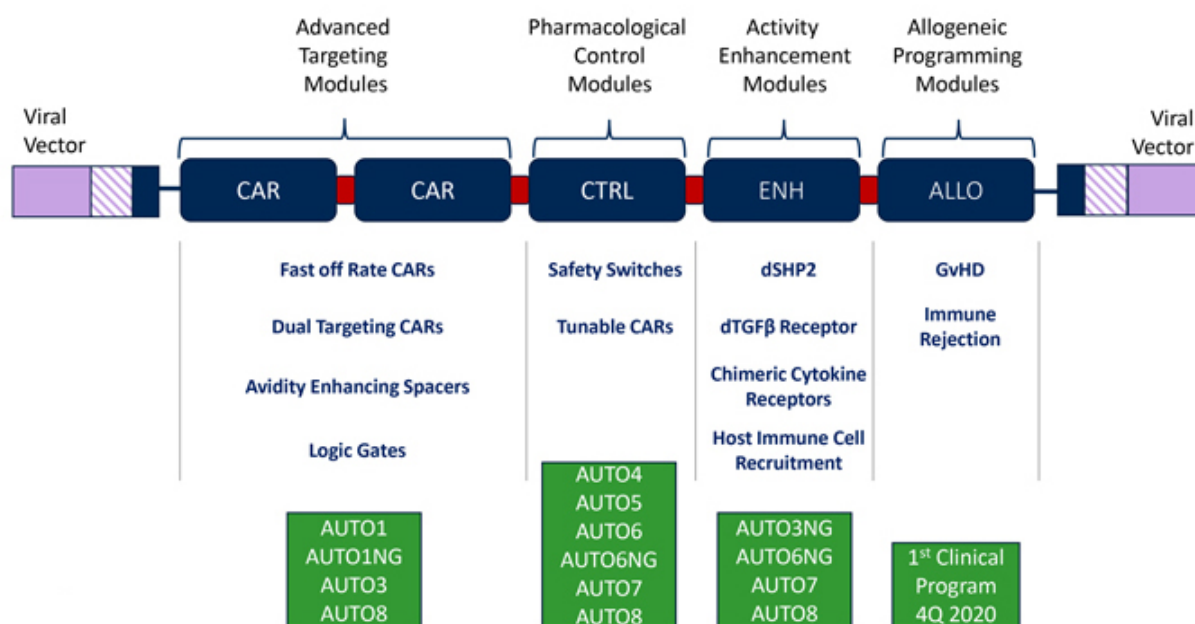 Advanced
Targeting
Modules
Pharmacological
Control
Modules
Activity
Enhancement
Modules
Allogeneic
Programming
Modules
Viral
Vector
Viral
Vector
CAR
CAR
CTRL
ENH
ALLO
Fast off Rate CARs
Dual Targeting CARs
Avidity Enhancing Spacers
Logic Gates
Safety Switches
Tunable CARs
dSHP2
dTGFβ Receptor
Chimeric Cytokine
Receptors
Host Immune Cell
Recruitment
GvHD
Immune
Rejection
AUTO1
AUTO1NG
AUTO3
AUTO8
AUTO4
AUTO5
AUTO6
AUTO6NG
AUTO7
AUTO8
AUTO3NG
AUTO6NG
AUTO7
AUTO8
1st Clinical
Program
4Q 2020